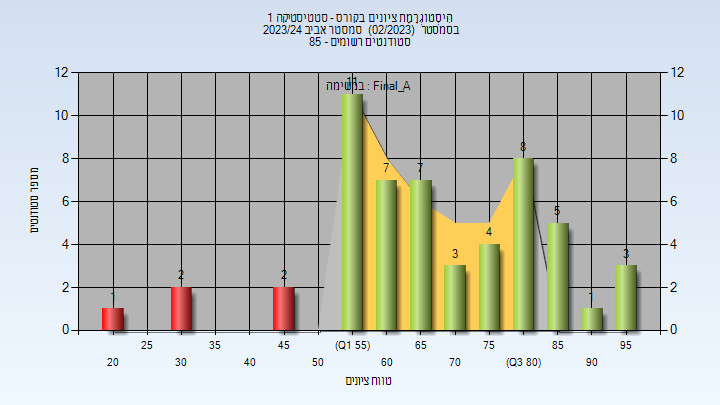 הִיסְטוֹגְרָמַת ציונים בקורס - סטטיסטיקה 1
בסמסטר (02/2023) סמסטר אביב 2023/24
סטודנטים רשומים - 85
ברשימה : Final_A
מספר סטודנטים
12 12
10 10
8 8
6 6
4 4
2 2
0 0
1 2 2 11 7 7 3 4 8 5 1 3
25 35 45 (Q1 55) 65 75 85 95
20 30 40 50 60 70 (Q3 80) 90
טווח ציונים